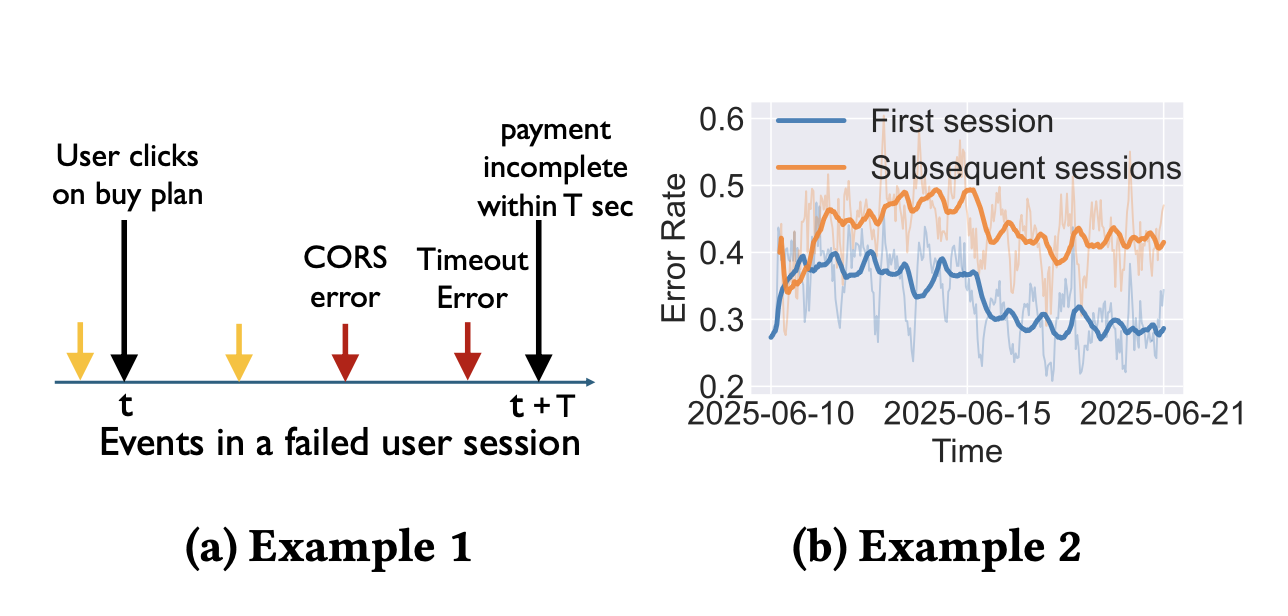 User clicks
on buy plan
CORS
error
Timeout
Error
payment
incomplete
within T sec
t
t + T
Events in a failed user session
(a) Example 1
First session
Subsequent sessions
Error Rate
0.6
0.5
0.4
0.3
0.2
2025-06-10 2025-06-15 2025-06-21
Time
(b) Example 2